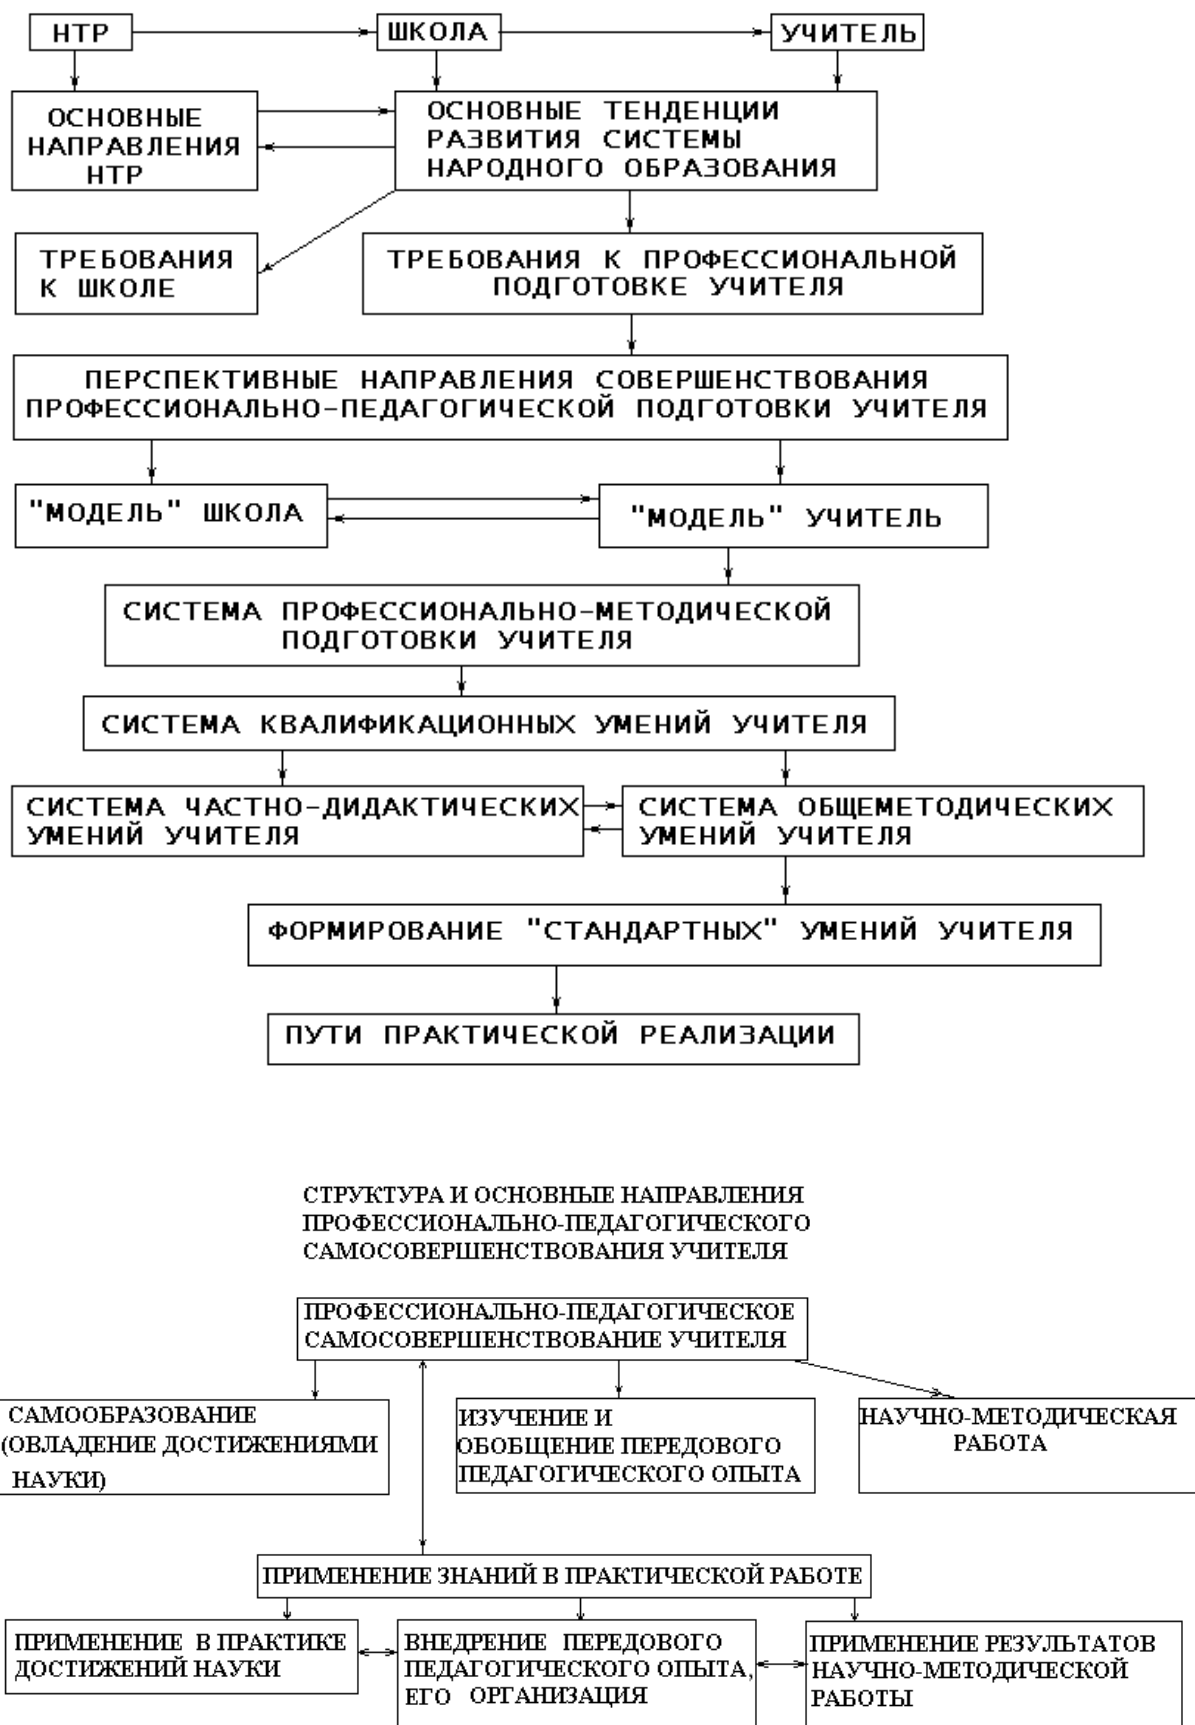 НТР
ШКОЛА
УЧИТЕЛЬ
ОСНОВНЫЕ
НАПРАВЛЕНИЯ
НТР
ОСНОВНЫЕ ТЕНДЕНЦИИ
РАЗВИТИЯ СИСТЕМЫ
НАРОДНОГО ОБРАЗОВАНИЯ
ТРЕБОВАНИЯ
К ШКОЛЕ
ТРЕБОВАНИЯ К ПРОФЕССИОНАЛЬНОЙ
ПОДГОТОВКЕ УЧИТЕЛЯ
ПЕРСПЕКТИВНЫЕ НАПРАВЛЕНИЯ СОВЕРШЕНСТВОВАНИЯ
ПРОФЕССИОНАЛЬНО-ПЕДАГОГИЧЕСКОЙ ПОДГОТОВКИ УЧИТЕЛЯ
"МОДЕЛЬ" ШКОЛА
"МОДЕЛЬ" УЧИТЕЛЬ
СИСТЕМА ПРОФЕССИОНАЛЬНО-МЕТОДИЧЕСКОЙ
ПОДГОТОВКИ УЧИТЕЛЯ
СИСТЕМА КВАЛИФИКАЦИОННЫХ УМЕНИЙ УЧИТЕЛЯ
СИСТЕМА ЧАСТНО-ДИДАКТИЧЕСКИХ
УМЕНИЙ УЧИТЕЛЯ
СИСТЕМА ОБЩЕМЕТОДИЧЕСКИХ
УМЕНИЙ УЧИТЕЛЯ
ФОРМИРОВАНИЕ "СТАНДАРТНЫХ" УМЕНИЙ УЧИТЕЛЯ
ПУТИ ПРАКТИЧЕСКОЙ РЕАЛИЗАЦИИ
СТРУКТУРА И ОСНОВНЫЕ НАПРАВЛЕНИЯ
ПРОФЕССИОНАЛЬНО-ПЕДАГОГИЧЕСКОГО
САМОСОВЕРШЕНСТВОВАНИЯ УЧИТЕЛЯ
ПРОФЕССИОНАЛЬНО-ПЕДАГОГИЧЕСКОЕ
САМОСОВЕРШЕНСТВОВАНИЕ УЧИТЕЛЯ
САМООБРАЗОВАНИЕ
(ОВЛАДЕНИЕ ДОСТИЖЕНИЯМИ
НАУКИ)
ИЗУЧЕНИЕ И
ОБОБЩЕНИЕ ПЕРЕДОВОГО
ПЕДАГОГИЧЕСКОГО ОПЫТА
НАУЧНО-МЕТОДИЧЕСКАЯ
РАБОТА
ПРИМЕНЕНИЕ ЗНАНИЙ В ПРАКТИЧЕСКОЙ РАБОТЕ
ПРИМЕНЕНИЕ В ПРАКТИКЕ
ДОСТИЖЕНИЙ НАУКИ
ВНЕДРЕНИЕ ПЕРЕДОВОГО
ПЕДАГОГИЧЕСКОГО ОПЫТА,
ЕГО ОРГАНИЗАЦИЯ
ПРИМЕНЕНИЕ РЕЗУЛЬТАТОВ
НАУЧНО-МЕТОДИЧЕСКОЙ
РАБОТЫ